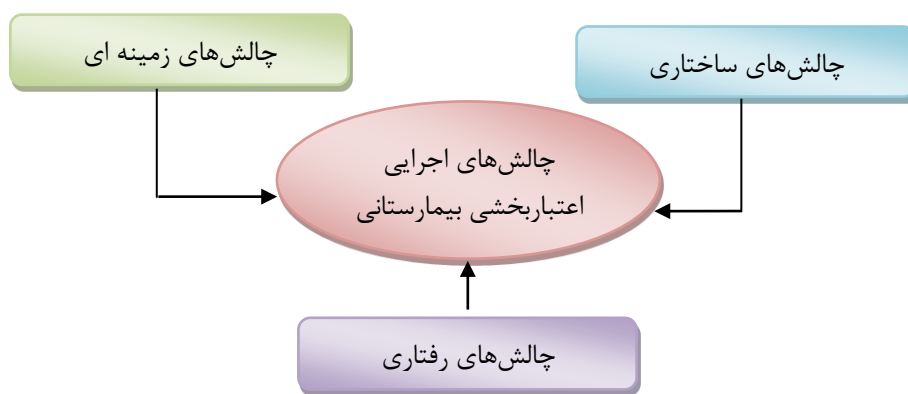 چالش‌های ساختاری
چالش‌های زمینه ای
چالش‌های اجرایی
اعتباربخشی بیمارستانی
چالش‌های رفتاری